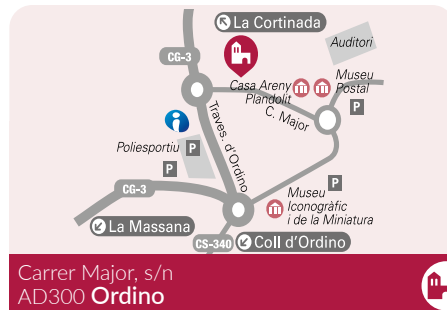 La Cortinada
Auditori
CG-3
Casa Areny
Plandolit
Museu
Postal
P
C. Major
Traves. d'Ordino
i
Poliesportiu
P
P
P
CG-3
Museu
Iconogràfic
i de la Miniatura
La Massana
CS-340
Coll d'Ordino
Carrer Major, s/n
AD300 Ordino